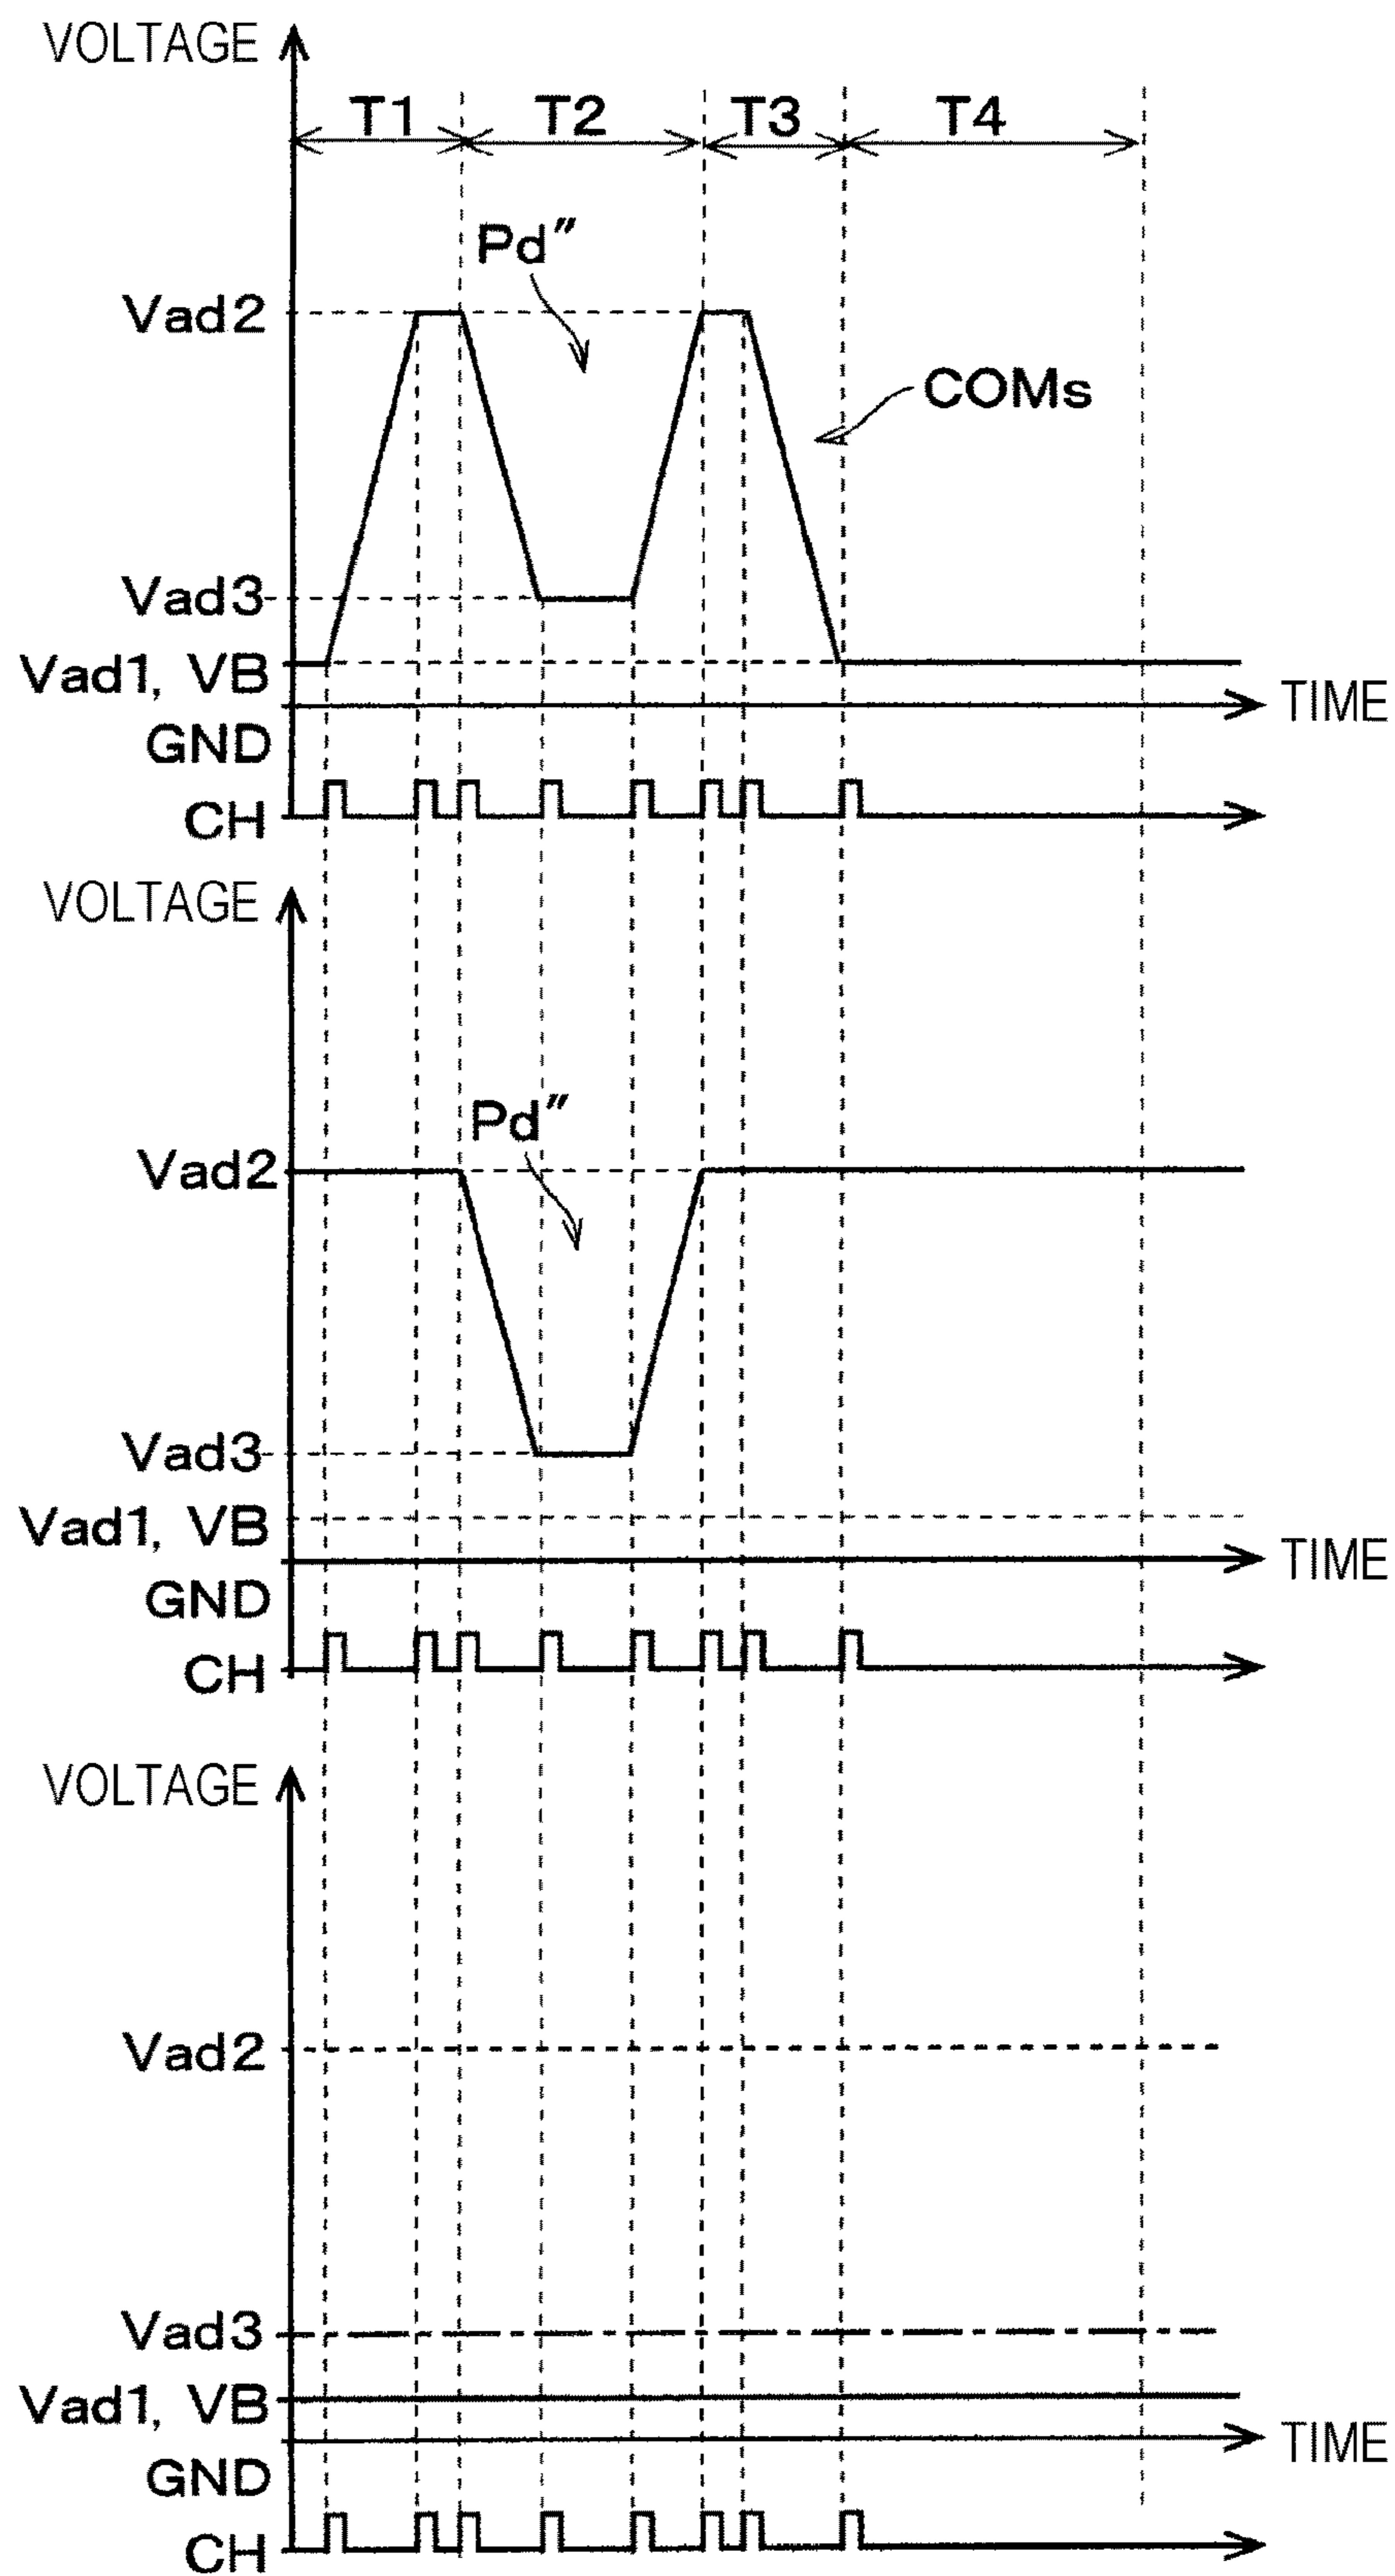 VOLTAGE
T1 T2 T3 T4
Pd″
Vad2
COMs
Vad3
Vad1, VB
TIME
GND
CH
VOLTAGE
Pd″
Vad2
Vad3
Vad1, VB
TIME
GND
CH
VOLTAGE
Vad2
Vad3
Vad1, VB
TIME
GND
CH